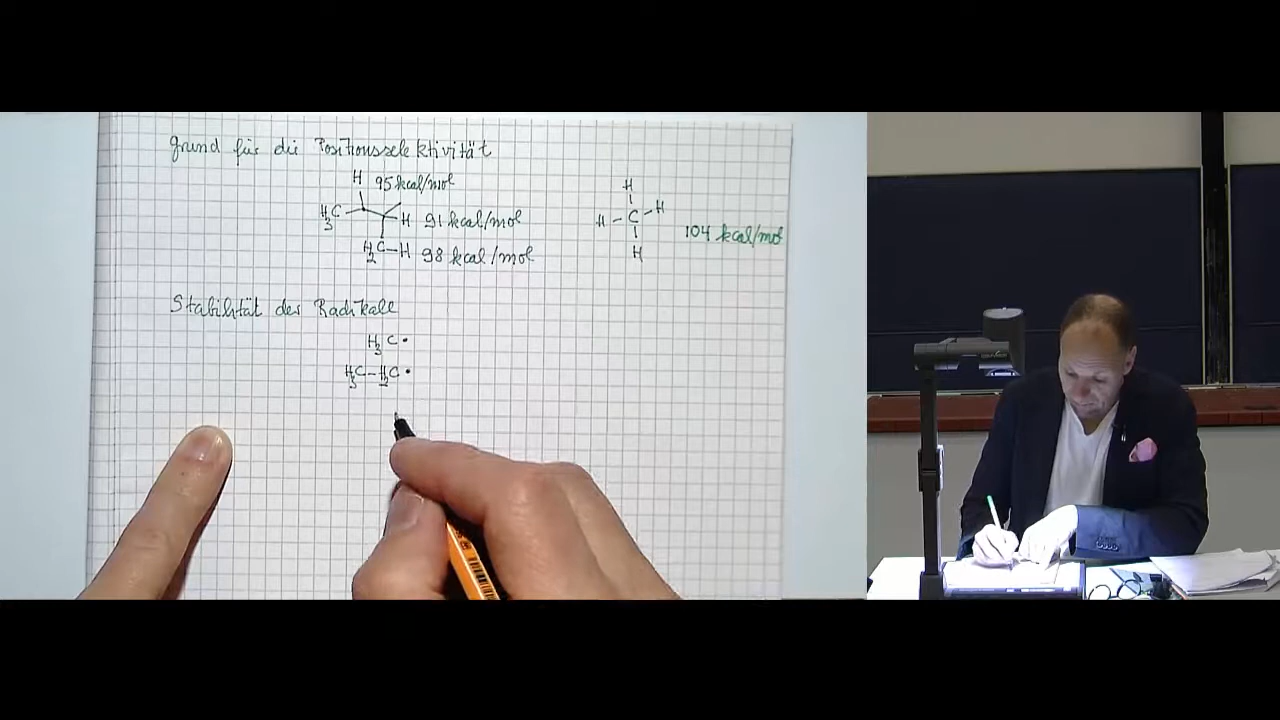 Grund für die Positionsselektivität
H 95 kcal/mol
H3C H 91 kcal/mol
H2C-H 98 kcal/mol
H
H-C-H 104 kcal/mol
H
Stabilität der Radikale
H3C•
H3C-H2C•